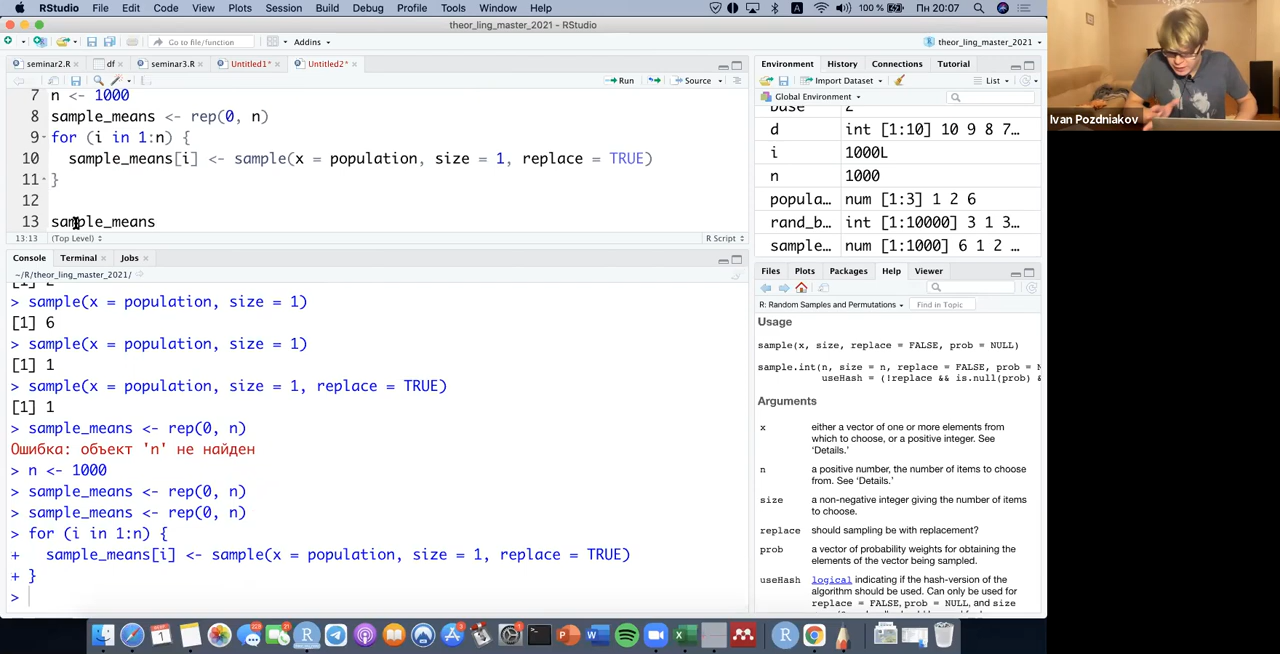 RStudio File Edit Code View Plots Session Build Debug Profile Tools Window Help 100 % Пн 20:07
theor_ling_master_2021 - RStudio
Go to file/function Addins theor_ling_master_2021
seminar2.R df seminar3.R Untitled1* Untitled2*
Run Source
7 n <- 1000
8 sample_means <- rep(0, n)
9 for (i in 1:n) {
10 sample_means[i] <- sample(x = population, size = 1, replace = TRUE)
11 }
12
13 sample_means
13:13 (Top Level) R Script
Console Terminal Jobs
~/R/theor_ling_master_2021/
> sample(x = population, size = 1)
[1] 6
> sample(x = population, size = 1)
[1] 1
> sample(x = population, size = 1, replace = TRUE)
[1] 1
> sample_means <- rep(0, n)
Ошибка: объект 'n' не найден
> n <- 1000
> sample_means <- rep(0, n)
> sample_means <- rep(0, n)
> for (i in 1:n) {
+ sample_means[i] <- sample(x = population, size = 1, replace = TRUE)
+ }
>
Environment History Connections Tutorial
Import Dataset List
Global Environment
d int [1:10] 10 9 8 7…
i 1000L
n 1000
popula… num [1:3] 1 2 6
rand_b… int [1:10000] 3 1 3…
sample… num [1:1000] 6 1 2 …
Files Plots Packages Help Viewer
R: Random Samples and Permutations Find in Topic
Usage
sample(x, size, replace = FALSE, prob = NULL)
sample.int(n, size = n, replace = FALSE, prob = N
useHash = (!replace && is.null(prob) &
Arguments
x either a vector of one or more elements from
which to choose, or a positive integer. See
‘Details.’
n a positive number, the number of items to choose
from. See ‘Details.’
size a non-negative integer giving the number of items
to choose.
replace should sampling be with replacement?
prob a vector of probability weights for obtaining the
elements of the vector being sampled.
useHash logical indicating if the hash-version of the
algorithm should be used. Can only be used for
replace = FALSE, prob = NULL, and size
Ivan Pozdniakov